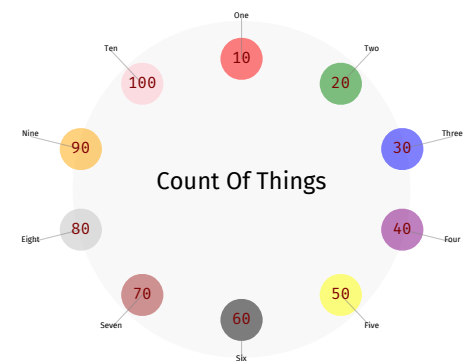 One
10
Ten
100
Two
20
Nine
90
Three
30
Count Of Things
Eight
80
Four
40
Seven
70
Five
50
60
Six